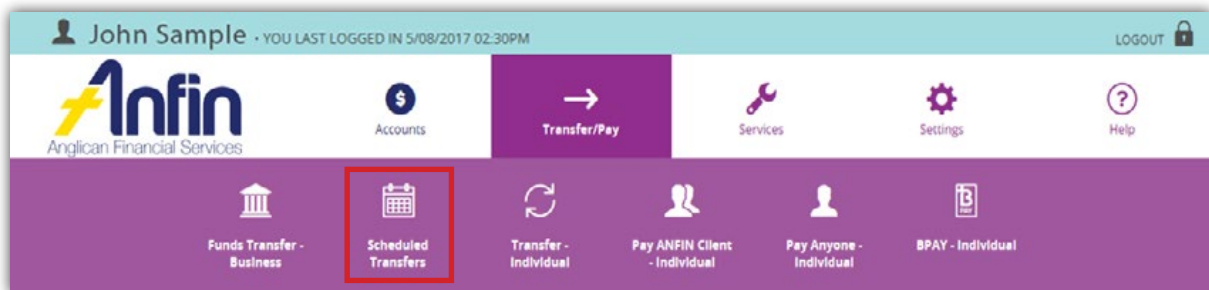 John Sample • YOU LAST LOGGED IN 5/08/2017 02:30PM
LOGOUT
Anfin
Anglican Financial Services
$
Accounts
Transfer/Pay
Services
Settings
?
Help
Funds Transfer -
Business
Scheduled
Transfers
Transfer -
Individual
Pay ANFIN Client
- Individual
Pay Anyone -
Individual
B
PAY
BPAY - Individual